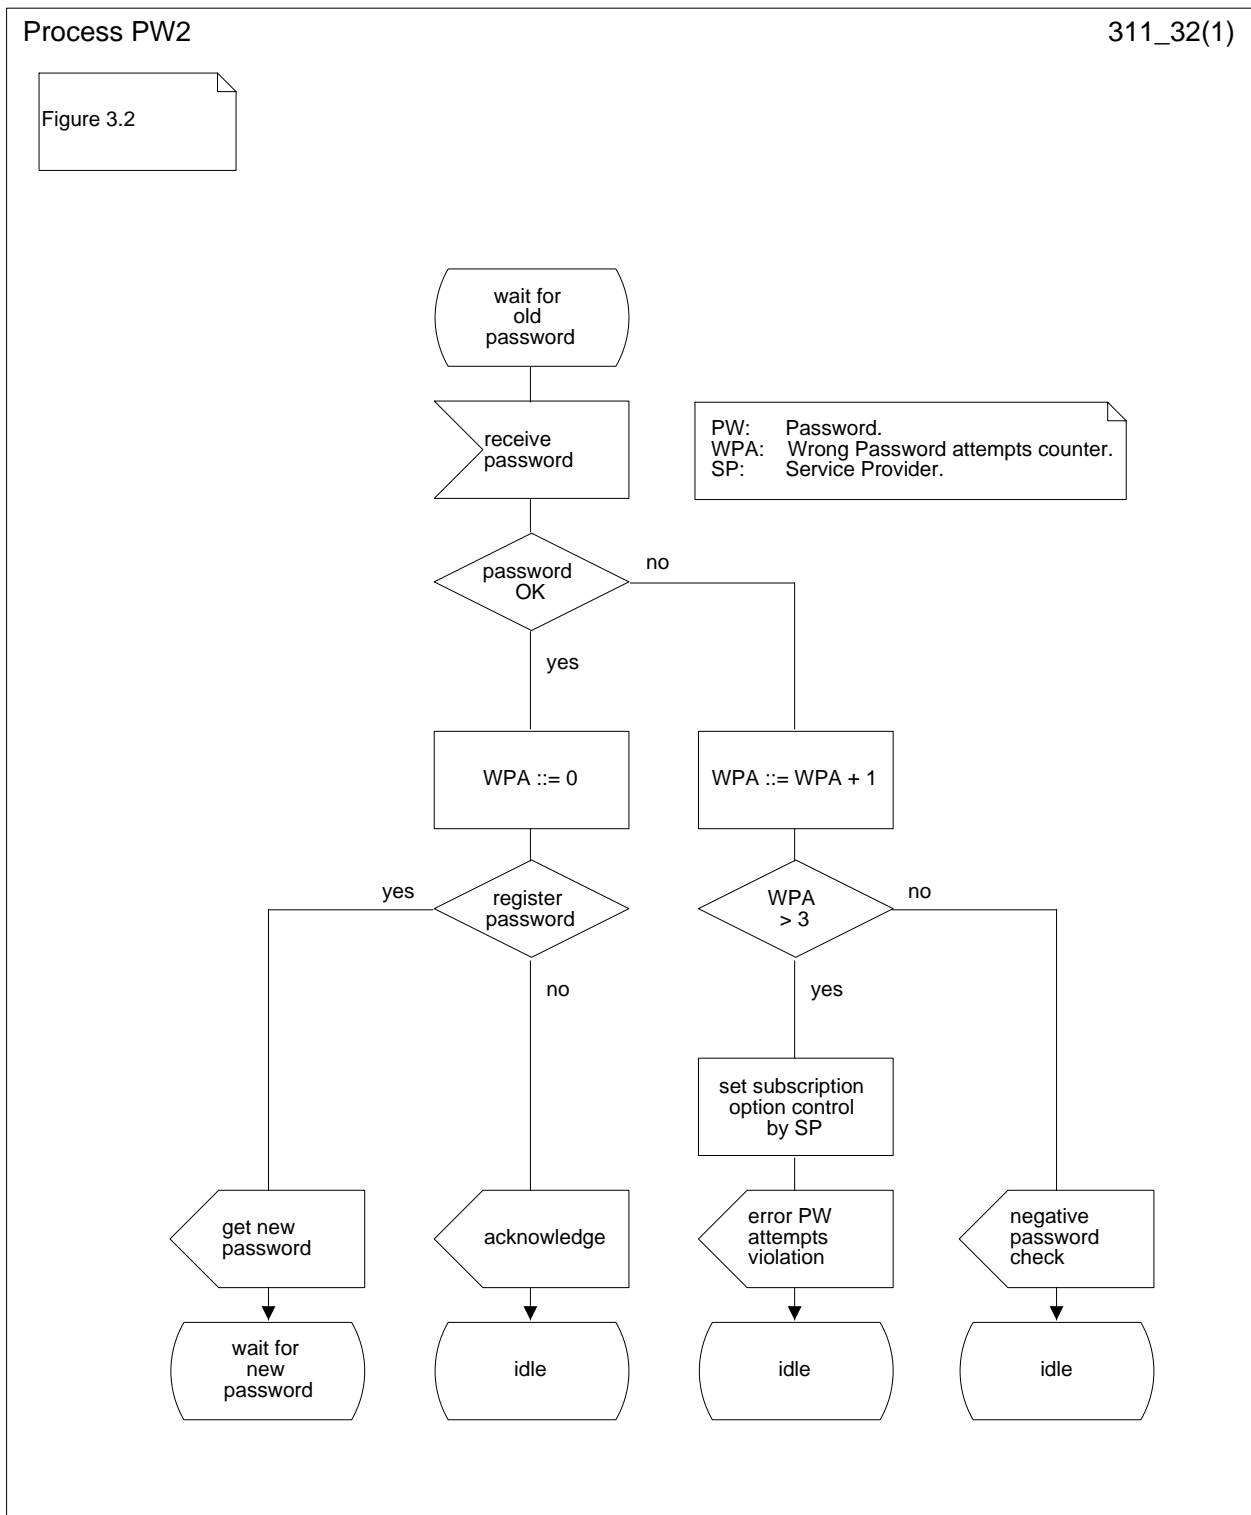 Process PW2
311_32(1)
Figure 3.2
wait for
old
password
receive
password
PW: Password.
WPA: Wrong Password attempts counter.
SP: Service Provider.
password
OK
no
yes
WPA ::= 0
WPA ::= WPA + 1
yes
register
password
WPA
> 3
no
no
yes
set subscription
option control
by SP
get new
password
acknowledge
error PW
attempts
violation
negative
password
check
wait for
new
password
idle
idle
idle